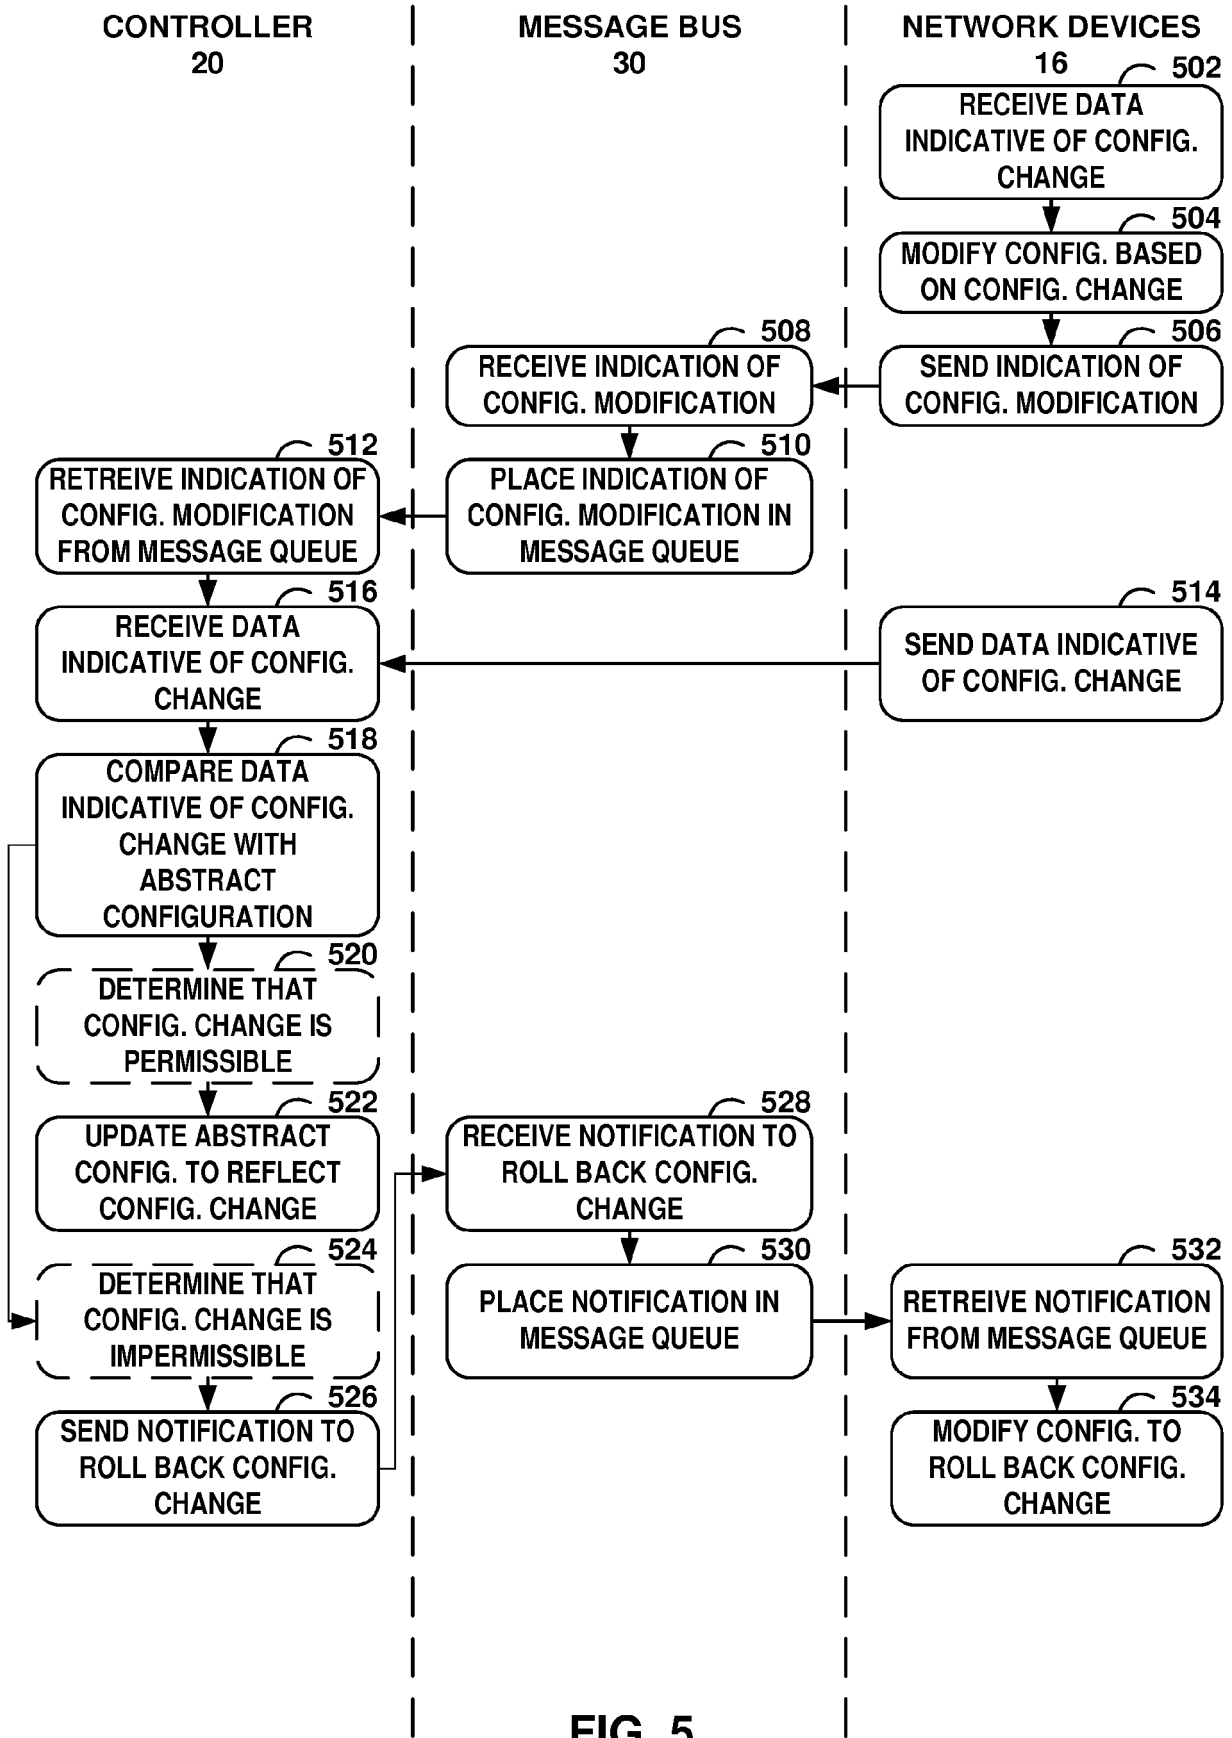 CONTROLLER
20
MESSAGE BUS
30
NETWORK DEVICES
16
502
RECEIVE DATA
INDICATIVE OF CONFIG.
CHANGE
504
MODIFY CONFIG. BASED
ON CONFIG. CHANGE
506
SEND INDICATION OF
CONFIG. MODIFICATION
508
RECEIVE INDICATION OF
CONFIG. MODIFICATION
510
PLACE INDICATION OF
CONFIG. MODIFICATION IN
MESSAGE QUEUE
512
RETREIVE INDICATION OF
CONFIG. MODIFICATION
FROM MESSAGE QUEUE
514
SEND DATA INDICATIVE
OF CONFIG. CHANGE
516
RECEIVE DATA
INDICATIVE OF CONFIG.
CHANGE
518
COMPARE DATA
INDICATIVE OF CONFIG.
CHANGE WITH
ABSTRACT
CONFIGURATION
520
DETERMINE THAT
CONFIG. CHANGE IS
PERMISSIBLE
522
UPDATE ABSTRACT
CONFIG. TO REFLECT
CONFIG. CHANGE
524
DETERMINE THAT
CONFIG. CHANGE IS
IMPERMISSIBLE
526
SEND NOTIFICATION TO
ROLL BACK CONFIG.
CHANGE
528
RECEIVE NOTIFICATION TO
ROLL BACK CONFIG.
CHANGE
530
PLACE NOTIFICATION IN
MESSAGE QUEUE
532
RETREIVE NOTIFICATION
FROM MESSAGE QUEUE
534
MODIFY CONFIG. TO
ROLL BACK CONFIG.
CHANGE
FIG. 5